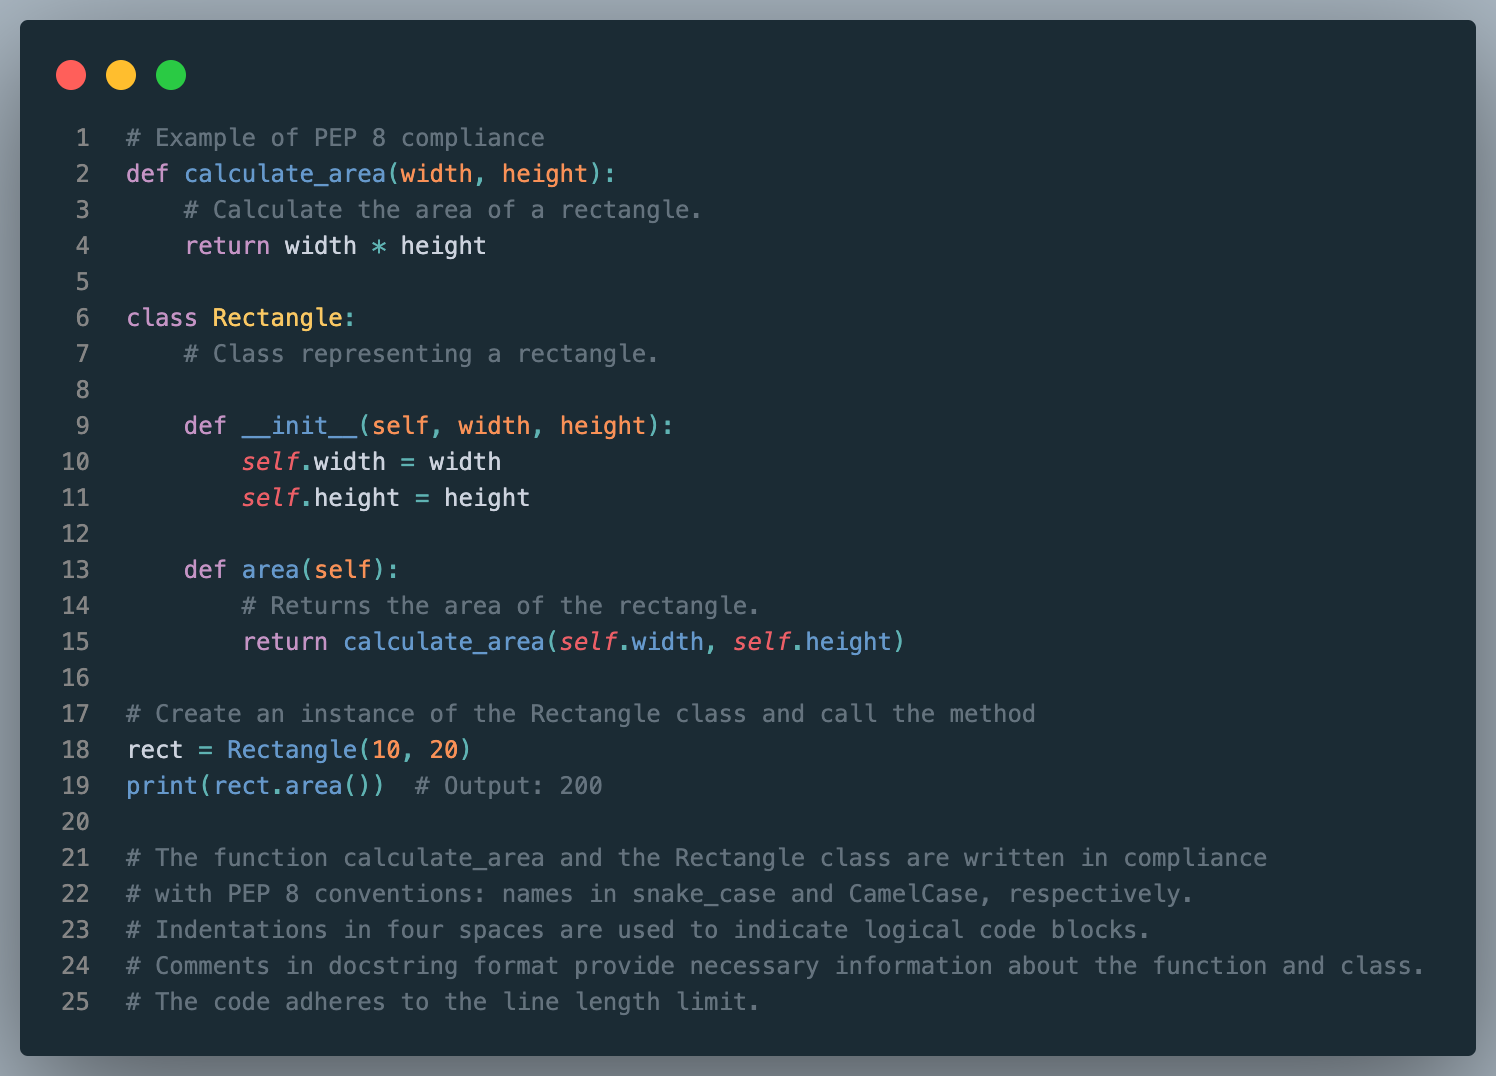 1 # Example of PEP 8 compliance
2 def calculate_area(width, height):
3     # Calculate the area of a rectangle.
4     return width * height
5
6 class Rectangle:
7     # Class representing a rectangle.
8
9     def __init__(self, width, height):
10         self.width = width
11         self.height = height
12
13     def area(self):
14         # Returns the area of the rectangle.
15         return calculate_area(self.width, self.height)
16
17 # Create an instance of the Rectangle class and call the method
18 rect = Rectangle(10, 20)
19 print(rect.area())  # Output: 200
20
21 # The function calculate_area and the Rectangle class are written in compliance
22 # with PEP 8 conventions: names in snake_case and CamelCase, respectively.
23 # Indentations in four spaces are used to indicate logical code blocks.
24 # Comments in docstring format provide necessary information about the function and class.
25 # The code adheres to the line length limit.